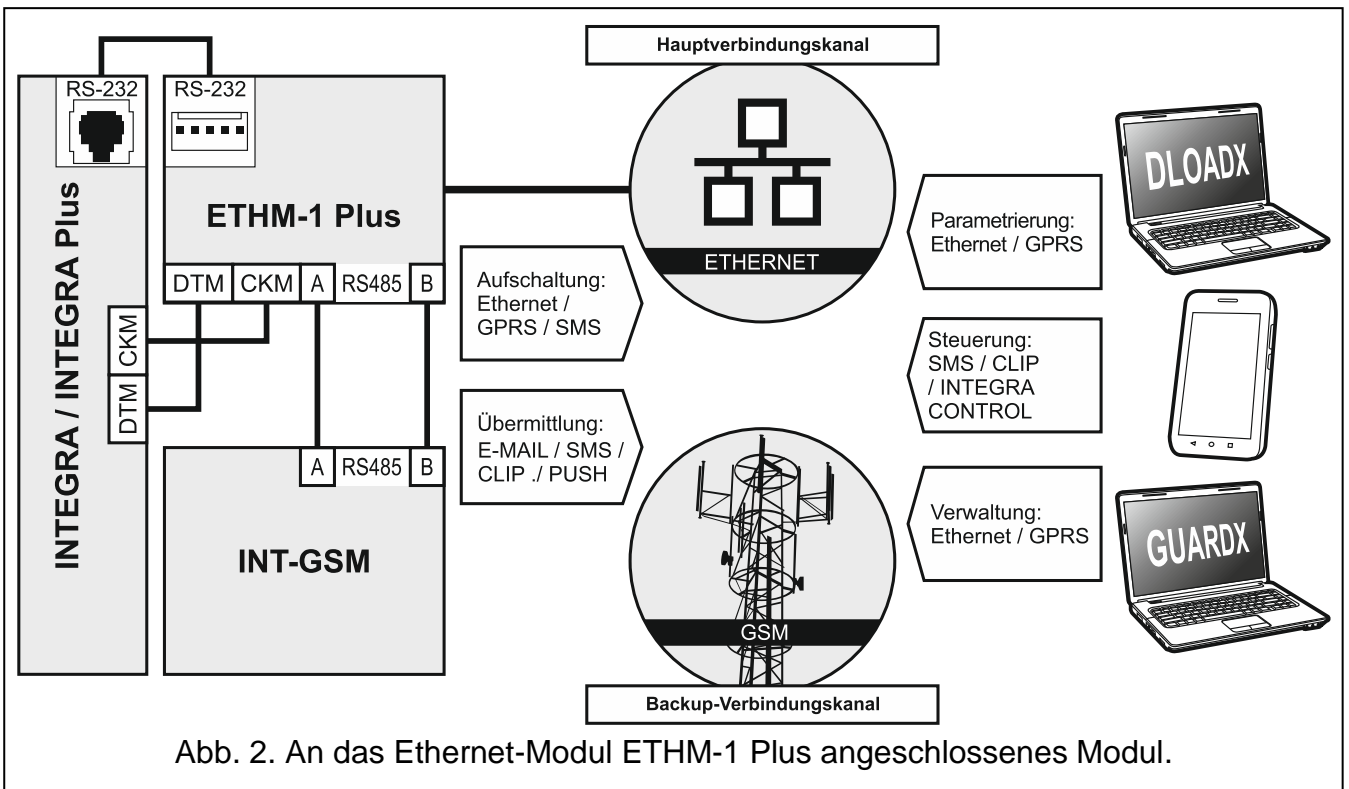 Hauptverbindungskanal
RS-232
RS-232
INTEGRA / INTEGRA Plus
ETHM-1 Plus
DTM
CKM
A
RS485
B
CKM
DTM
A
RS485
B
INT-GSM
ETHERNET
Aufschaltung:
Ethernet /
GPRS / SMS
Übermittlung:
E-MAIL / SMS /
CLIP ./ PUSH
GSM
Backup-Verbindungskanal
Parametrierung:
Ethernet / GPRS
Steuerung:
SMS / CLIP
/ INTEGRA
CONTROL
Verwaltung:
Ethernet / GPRS
DLOADX
GUARDX
Abb. 2. An das Ethernet-Modul ETHM-1 Plus angeschlossenes Modul.